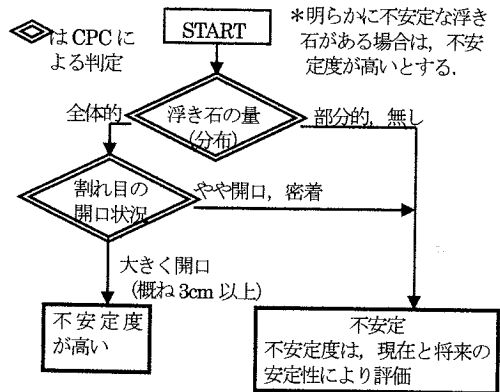 はCPCに
よる判定
START
＊明らかに不安定な浮き
石がある場合は，不安
定度が高いとする．
全体的
浮き石の量
(分布)
部分的，無し
割れ目の
開口状況
やや開口，密着
大きく開口
(概ね 3cm 以上)
不安定度
が高い
不安定
不安定度は，現在と将来の
安定性により評価